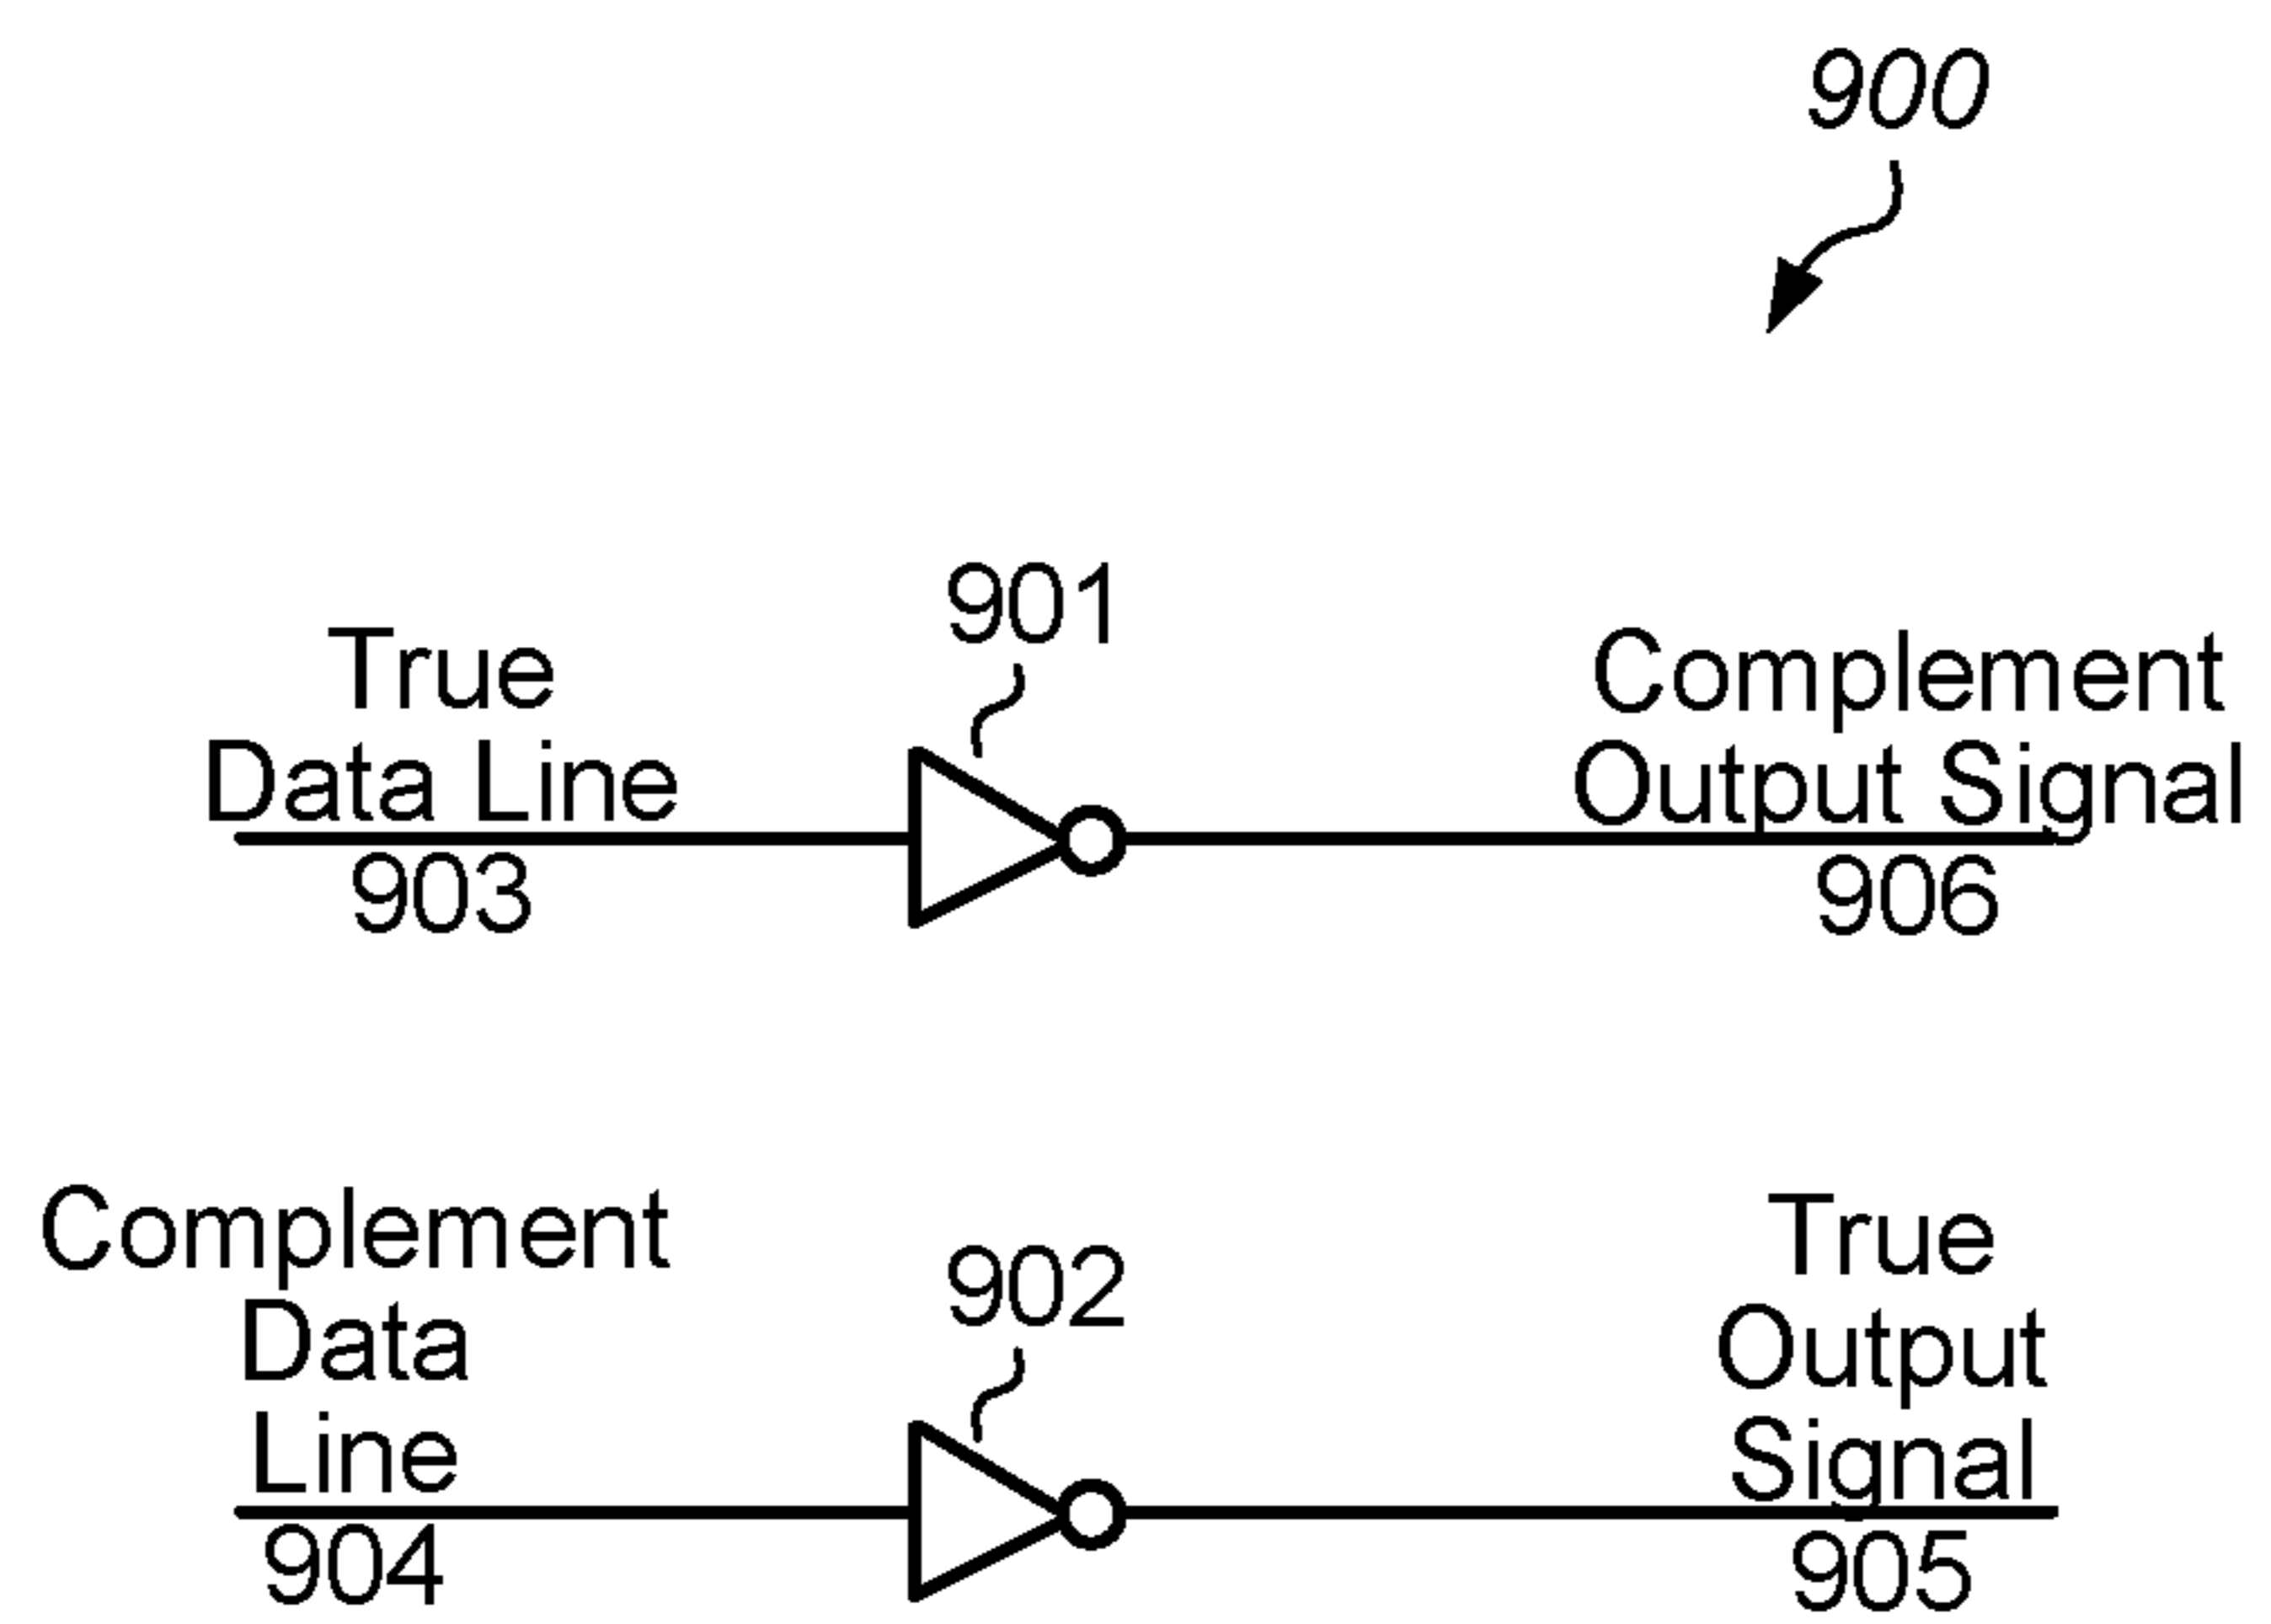 900
901
True
Data Line
903
Complement
Output Signal
906
Complement
Data
Line
904
902
True
Output
Signal
905